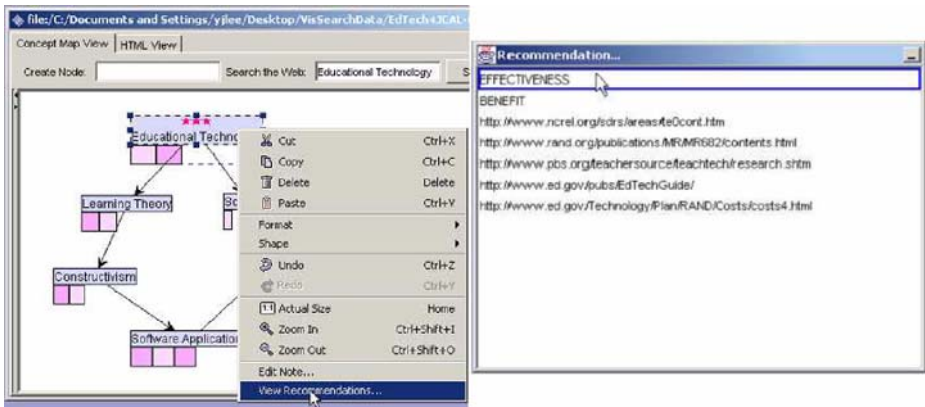 file:/C:/Documents and Settings/yjlee/Desktop/VisSearchData/EdTech+JCAL-
Concept Map View HTML View
Create Node: Search the Web: Educational Technology S
***
Educational Techno
Learning Theory
So
Constructivism
Software Application
Cut Ctrl+X
Copy Ctrl+C
Delete Delete
Paste Ctrl+V
Format
Shape
Undo Ctrl+Z
Redo Ctrl+Y
Actual Size Home
Zoom In Ctrl+Shift+I
Zoom Out Ctrl+Shift+O
Edit Note...
View Recommendations...
Recommendation...
EFFECTIVENESS
BENEFIT
http://www.ncrel.org/sdrs/areas/te0cont.htm
http://www.rand.org/publications/MR/MR682/contents.html
http://www.pbs.org/teachersource/teachtech/research.shtm
http://www.ed.gov/pubs/EdTechGuide/
http://www.ed.gov/Technology/Plan/RAND/Costs/costs4.html